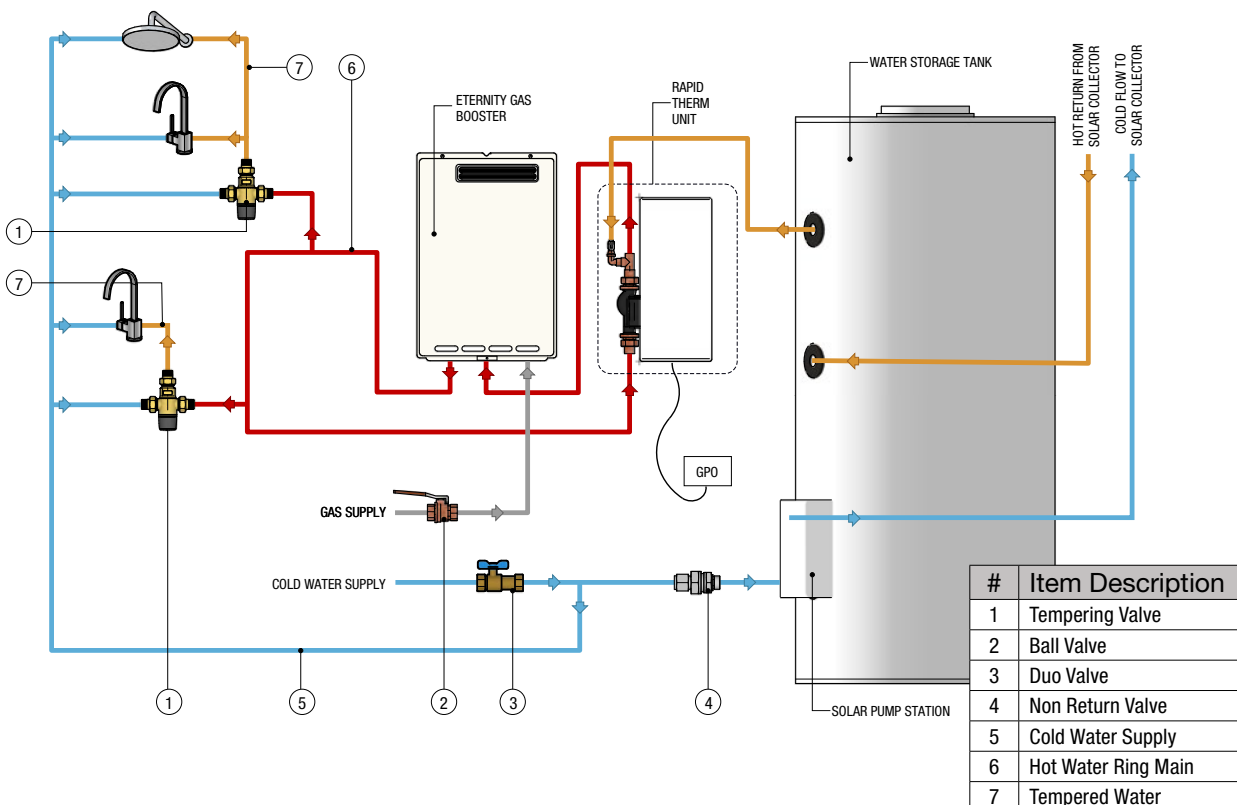 WATER STORAGE TANK
HOT RETURN FROM
SOLAR COLLECTOR
COLD FLOW TO
SOLAR COLLECTOR
RAPID
THERM
UNIT
ETERNITY GAS
BOOSTER
7
6
1
7
GPO
GAS SUPPLY
COLD WATER SUPPLY
1
5
2
3
4
SOLAR PUMP STATION
# Item Description
1 Tempering Valve
2 Ball Valve
3 Duo Valve
4 Non Return Valve
5 Cold Water Supply
6 Hot Water Ring Main
7 Tempered Water